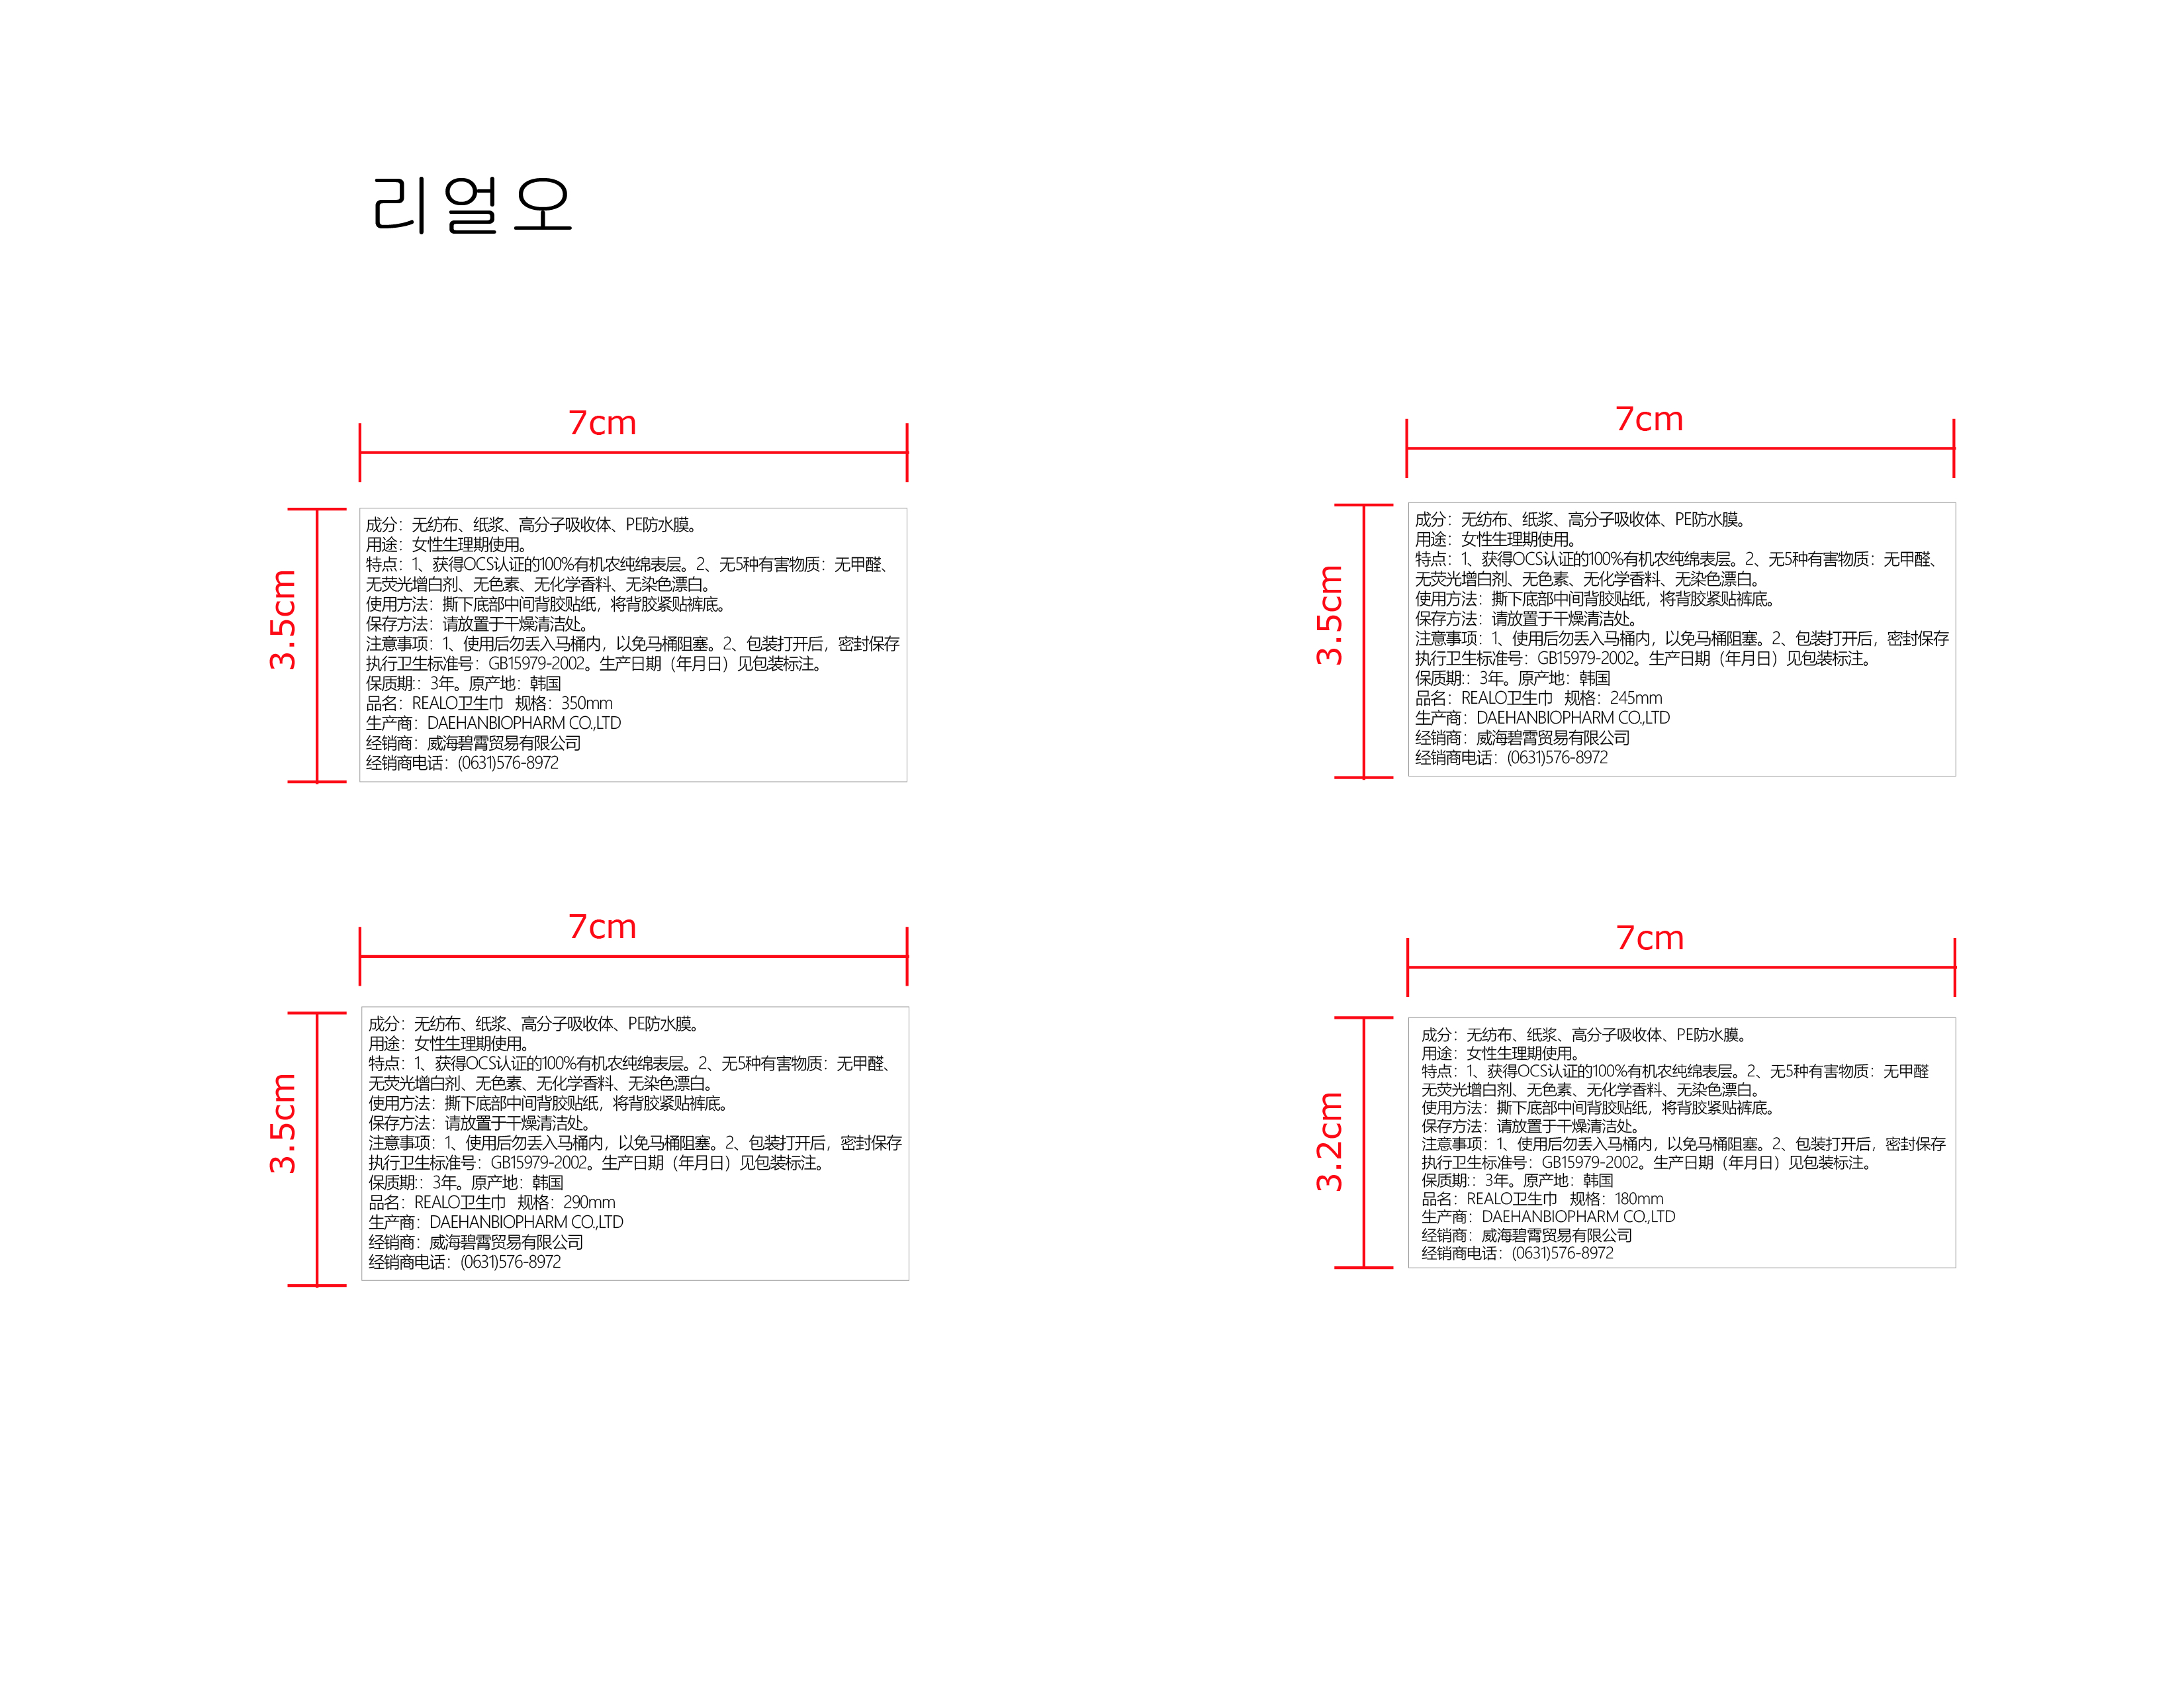 리얼오
7cm
3.5cm
成分：无纺布、纸浆、高分子吸收体、PE防水膜。
用途：女性生理期使用。
特点：1、获得OCS认证的100%有机农纯绵表层。2、无5种有害物质：无甲醛、
无荧光增白剂、无色素、无化学香料、无染色漂白。
使用方法：撕下底部中间背胶贴纸，将背胶紧贴裤底。
保存方法：请放置于干燥清洁处。
注意事项：1、使用后勿丢入马桶内，以免马桶阻塞。2、包装打开后，密封保存
执行卫生标准号：GB15979-2002。生产日期（年月日）见包装标注。
保质期:：3年。原产地：韩国
品名：REALO卫生巾 规格：350mm
生产商：DAEHANBIOPHARM CO.,LTD
经销商：威海碧霄贸易有限公司
经销商电话：(0631)576-8972
7cm
3.5cm
成分：无纺布、纸浆、高分子吸收体、PE防水膜。
用途：女性生理期使用。
特点：1、获得OCS认证的100%有机农纯绵表层。2、无5种有害物质：无甲醛、
无荧光增白剂、无色素、无化学香料、无染色漂白。
使用方法：撕下底部中间背胶贴纸，将背胶紧贴裤底。
保存方法：请放置于干燥清洁处。
注意事项：1、使用后勿丢入马桶内，以免马桶阻塞。2、包装打开后，密封保存
执行卫生标准号：GB15979-2002。生产日期（年月日）见包装标注。
保质期:：3年。原产地：韩国
品名：REALO卫生巾 规格：245mm
生产商：DAEHANBIOPHARM CO.,LTD
经销商：威海碧霄贸易有限公司
经销商电话：(0631)576-8972
7cm
3.5cm
成分：无纺布、纸浆、高分子吸收体、PE防水膜。
用途：女性生理期使用。
特点：1、获得OCS认证的100%有机农纯绵表层。2、无5种有害物质：无甲醛、
无荧光增白剂、无色素、无化学香料、无染色漂白。
使用方法：撕下底部中间背胶贴纸，将背胶紧贴裤底。
保存方法：请放置于干燥清洁处。
注意事项：1、使用后勿丢入马桶内，以免马桶阻塞。2、包装打开后，密封保存
执行卫生标准号：GB15979-2002。生产日期（年月日）见包装标注。
保质期:：3年。原产地：韩国
品名：REALO卫生巾 规格：290mm
生产商：DAEHANBIOPHARM CO.,LTD
经销商：威海碧霄贸易有限公司
经销商电话：(0631)576-8972
7cm
3.2cm
成分：无纺布、纸浆、高分子吸收体、PE防水膜。
用途：女性生理期使用。
特点：1、获得OCS认证的100%有机农纯绵表层。2、无5种有害物质：无甲醛
无荧光增白剂、无色素、无化学香料、无染色漂白。
使用方法：撕下底部中间背胶贴纸，将背胶紧贴裤底。
保存方法：请放置于干燥清洁处。
注意事项：1、使用后勿丢入马桶内，以免马桶阻塞。2、包装打开后，密封保存
执行卫生标准号：GB15979-2002。生产日期（年月日）见包装标注。
保质期:：3年。原产地：韩国
品名：REALO卫生巾 规格：180mm
生产商：DAEHANBIOPHARM CO.,LTD
经销商：威海碧霄贸易有限公司
经销商电话：(0631)576-8972